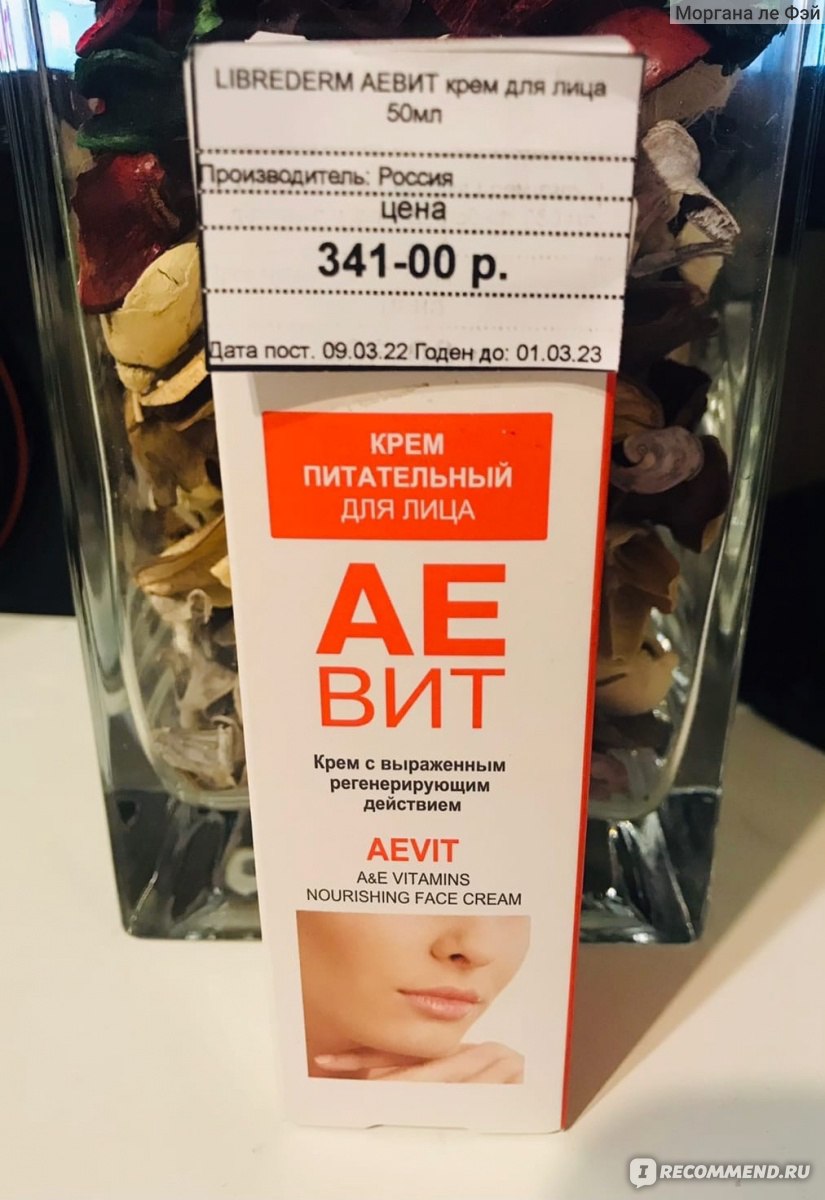 Моргана ле Фэй
LIBREDERM АЕВИТ крем для лица
50мл
Производитель: Россия
цена
341-00 р.
Дата пост. 09.03.22 Годен до: 01.03.23
КРЕМ
ПИТАТЕЛЬНЫЙ
ДЛЯ ЛИЦА
АЕ
ВИТ
Крем с выраженным
регенерирующим
действием
AEVIT
A&E VITAMINS
NOURISHING FACE CREAM
IRECOMMEND.RU